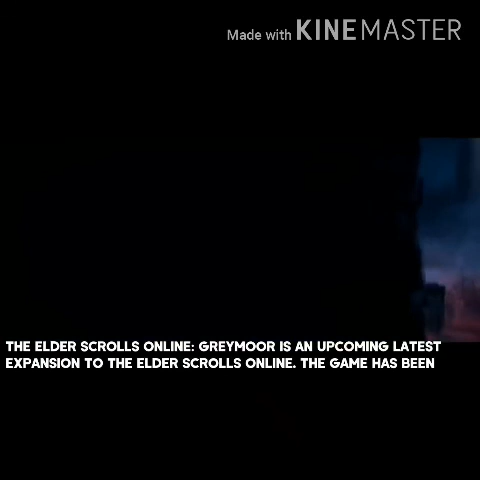 Made with KINEMASTER
THE ELDER SCROLLS ONLINE: GREYMOOR IS AN UPCOMING LATEST
EXPANSION TO THE ELDER SCROLLS ONLINE. THE GAME HAS BEEN